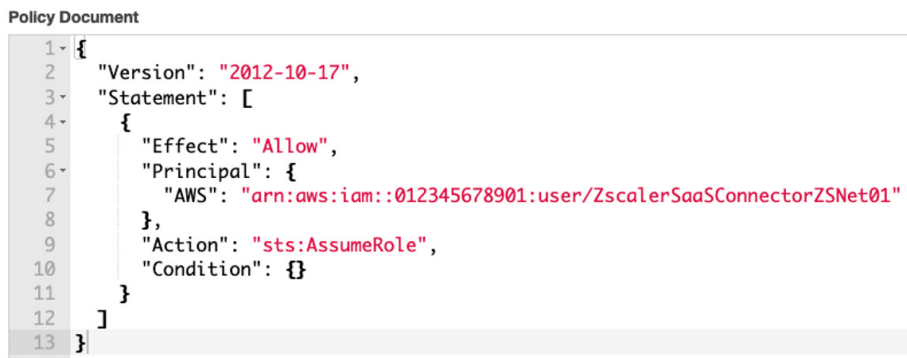 Policy Document
1 {
2 "Version": "2012-10-17",
3 "Statement": [
4 {
5 "Effect": "Allow",
6 "Principal": {
7 "AWS": "arn:aws:iam::012345678901:user/ZscalerSaaSConnectorZSNet01"
8 },
9 "Action": "sts:AssumeRole",
10 "Condition": {}
11 }
12 ]
13 }